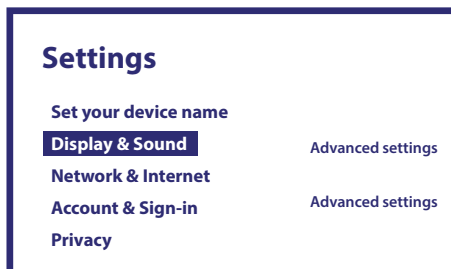 Settings
Set your device name
Display & Sound
Advanced settings
Network & Internet
Account & Sign-in
Advanced settings
Privacy